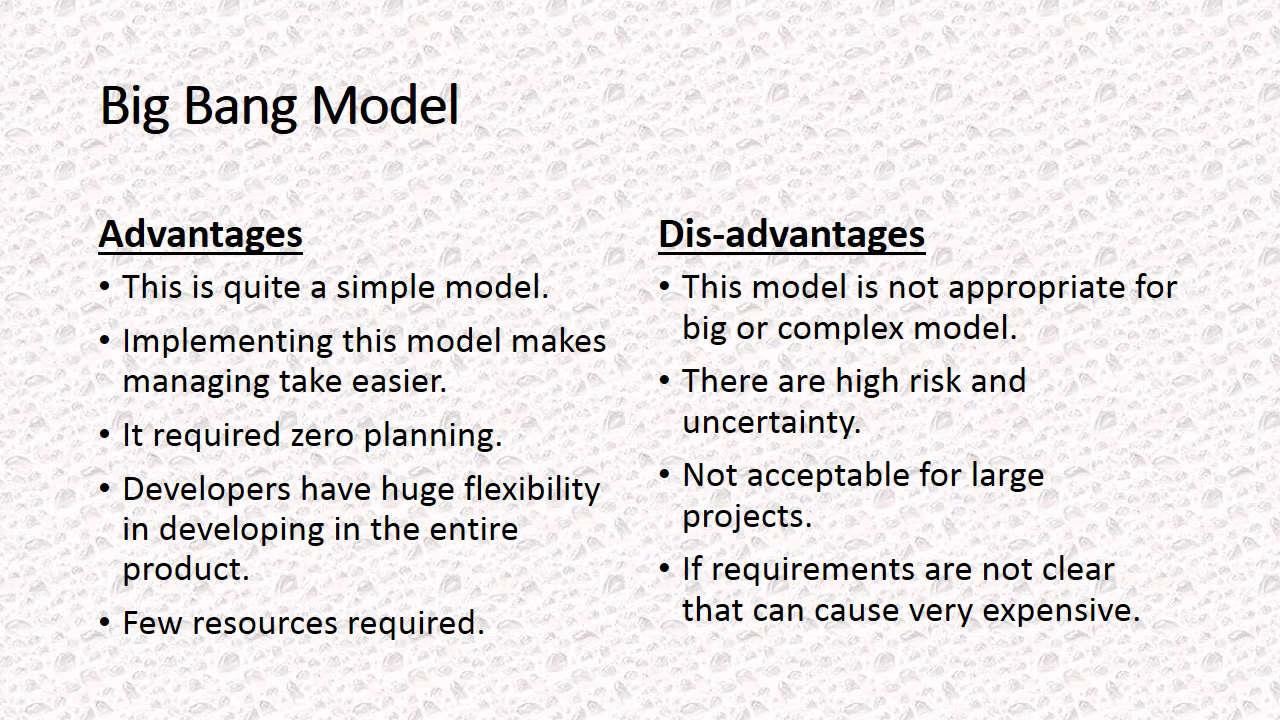 Big Bang Model
Advantages
• This is quite a simple model.
• Implementing this model makes
managing take easier.
• It required zero planning.
• Developers have huge flexibility
in developing in the entire
product.
• Few resources required.
Dis-advantages
• This model is not appropriate for
big or complex model.
• There are high risk and
uncertainty.
• Not acceptable for large
projects.
• If requirements are not clear
that can cause very expensive.